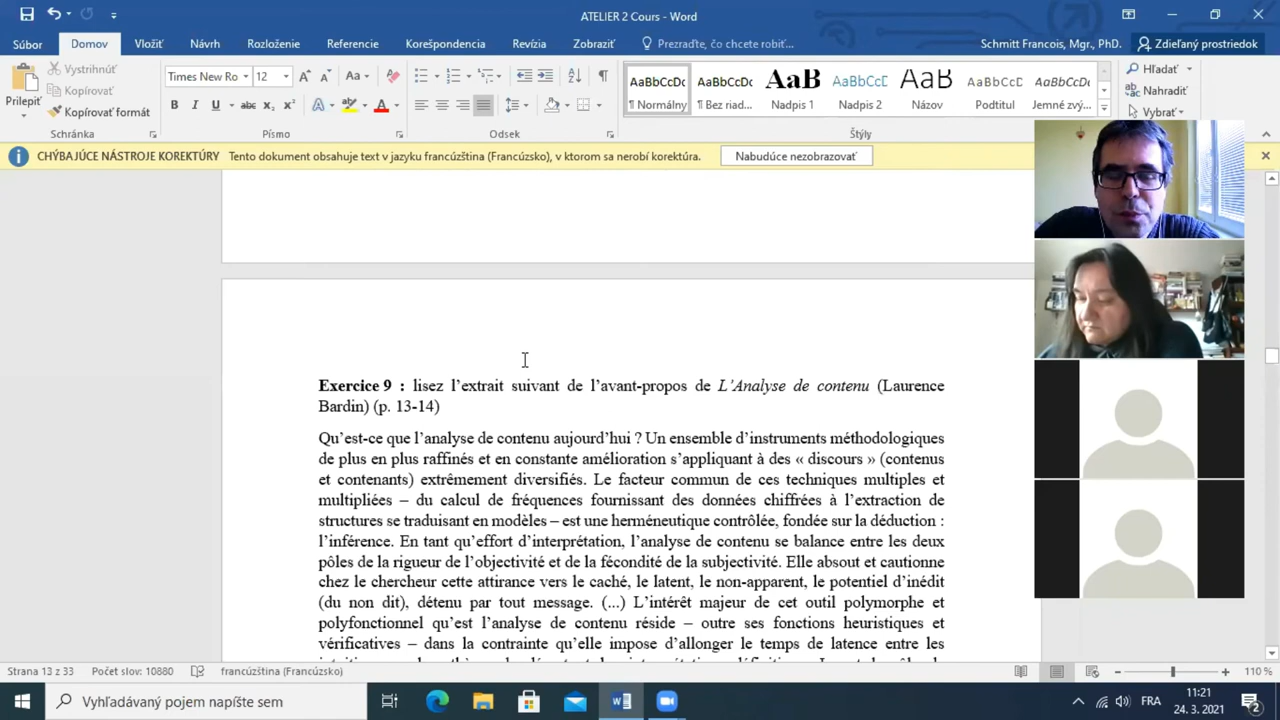 ATELIER 2 Cours - Word
Súbor Domov Vložiť Návrh Rozloženie Referencie Korešpondencia Revízia Zobraziť Prezraďte, čo chcete robiť... Schmitt Francois, Mgr., PhD. Zdieľaný prostriedok
Prilepiť
Vystrihnúť
Kopírovať
Kopírovať formát
Schránka
Times New Ro 12
Písmo
Odsek
AaBbCcDc AaBbCcDc AaB AaBbCcD AaB AaBbCcD AaBbCcDc
¶ Normálny ¶ Bez riad... Nadpis 1 Nadpis 2 Názov Podtitul Jemné zvý...
Štýly
Hľadať
Nahradiť
Vybrať
CHÝBAJÚCE NÁSTROJE KOREKTÚRY Tento dokument obsahuje text v jazyku francúzština (Francúzsko), v ktorom sa nerobí korektúra. Nabudúce nezobrazovať
Exercice 9 : lisez l’extrait suivant de l’avant-propos de L’Analyse de contenu (Laurence
Bardin) (p. 13-14)
Qu’est-ce que l’analyse de contenu aujourd’hui ? Un ensemble d’instruments méthodologiques
de plus en plus raffinés et en constante amélioration s’appliquant à des « discours » (contenus
et contenants) extrêmement diversifiés. Le facteur commun de ces techniques multiples et
multipliées – du calcul de fréquences fournissant des données chiffrées à l’extraction de
structures se traduisant en modèles – est une herméneutique contrôlée, fondée sur la déduction :
l’inférence. En tant qu’effort d’interprétation, l’analyse de contenu se balance entre les deux
pôles de la rigueur de l’objectivité et de la fécondité de la subjectivité. Elle absout et cautionne
chez le chercheur cette attirance vers le caché, le latent, le non-apparent, le potentiel d’inédit
(du non dit), détenu par tout message. (...) L’intérêt majeur de cet outil polymorphe et
polyfonctionnel qu’est l’analyse de contenu réside – outre ses fonctions heuristiques et
vérificatives – dans la contrainte qu’elle impose d’allonger le temps de latence entre les
Strana 13 z 33 Počet slov: 10880 francúzština (Francúzsko) 110 %
Vyhľadávaný pojem napíšte sem
FRA
11:21
24. 3. 2021
2